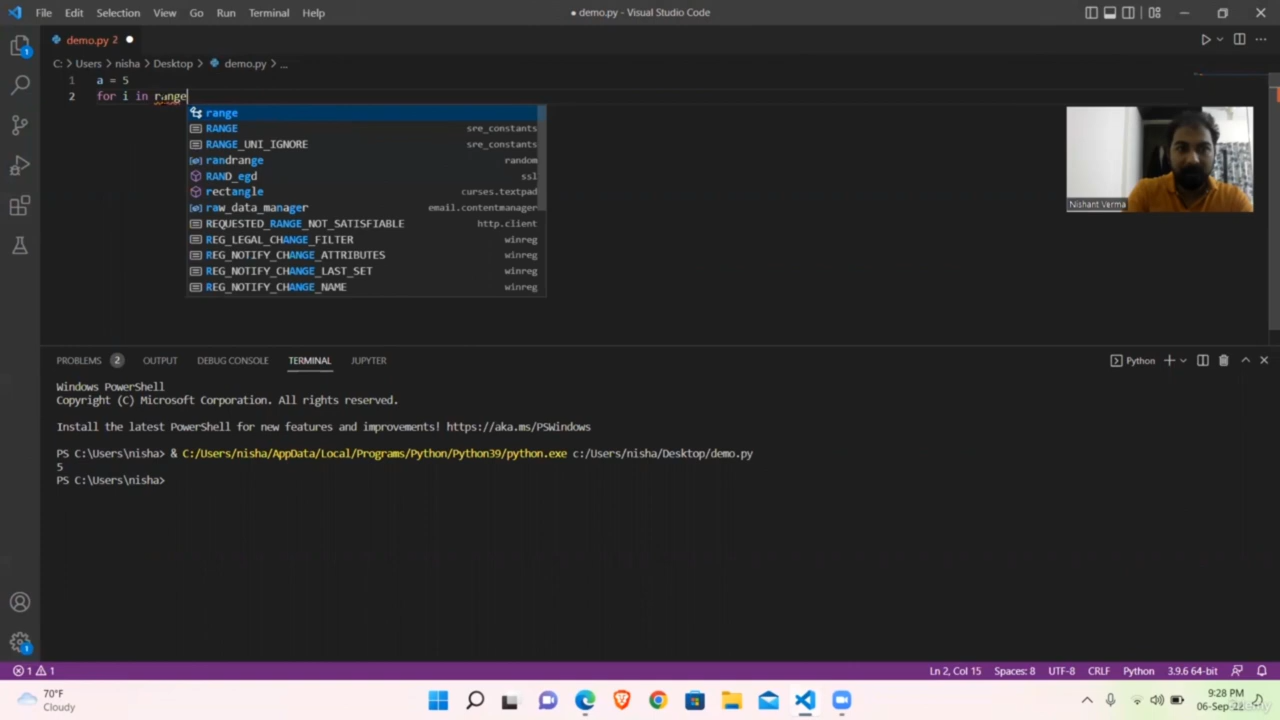 File Edit Selection View Go Run Terminal Help
● demo.py - Visual Studio Code
demo.py 2 ●
C: > Users > nisha > Desktop > demo.py > ...
1 a = 5
2 for i in range
range
RANGE sre_constants
RANGE_UNI_IGNORE sre_constants
randrange random
RAND_egd ssl
rectangle curses.textpad
raw_data_manager email.contentmanager
REQUESTED_RANGE_NOT_SATISFIABLE http.client
REG_LEGAL_CHANGE_FILTER winreg
REG_NOTIFY_CHANGE_ATTRIBUTES winreg
REG_NOTIFY_CHANGE_LAST_SET winreg
REG_NOTIFY_CHANGE_NAME winreg
Nishant Verma
1
PROBLEMS 2 OUTPUT DEBUG CONSOLE TERMINAL JUPYTER
Python
Windows PowerShell
Copyright (C) Microsoft Corporation. All rights reserved.
Install the latest PowerShell for new features and improvements! https://aka.ms/PSWindows
PS C:\Users\nisha> & C:/Users/nisha/AppData/Local/Programs/Python/Python39/python.exe c:/Users/nisha/Desktop/demo.py
5
PS C:\Users\nisha>
1
1 1
Ln 2, Col 15 Spaces: 8 UTF-8 CRLF Python 3.9.6 64-bit
70°F
Cloudy
9:28 PM
06-Sep-22